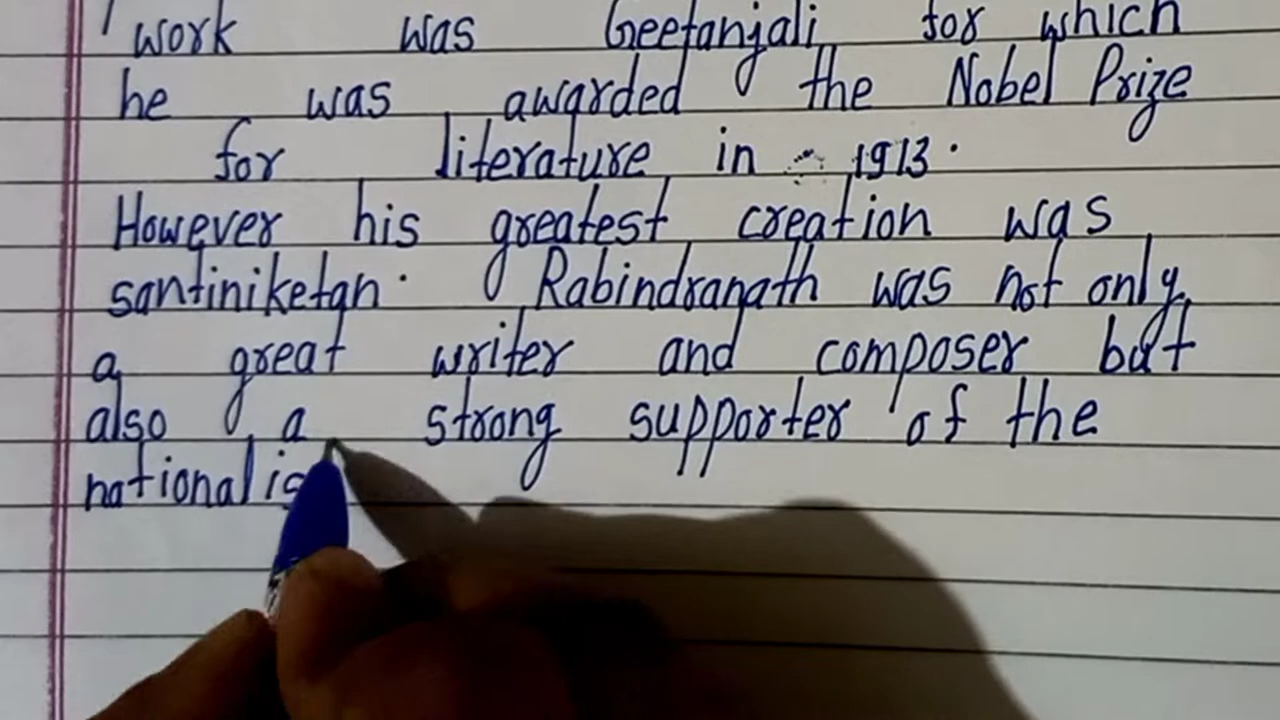 work was Geetanjali for which
he was awarded the Nobel Prize
for literature in 1913.
However his greatest creation was
santiniketan. Rabindranath was not only
a great writer and composer but
also a strong supporter of the
nationalis